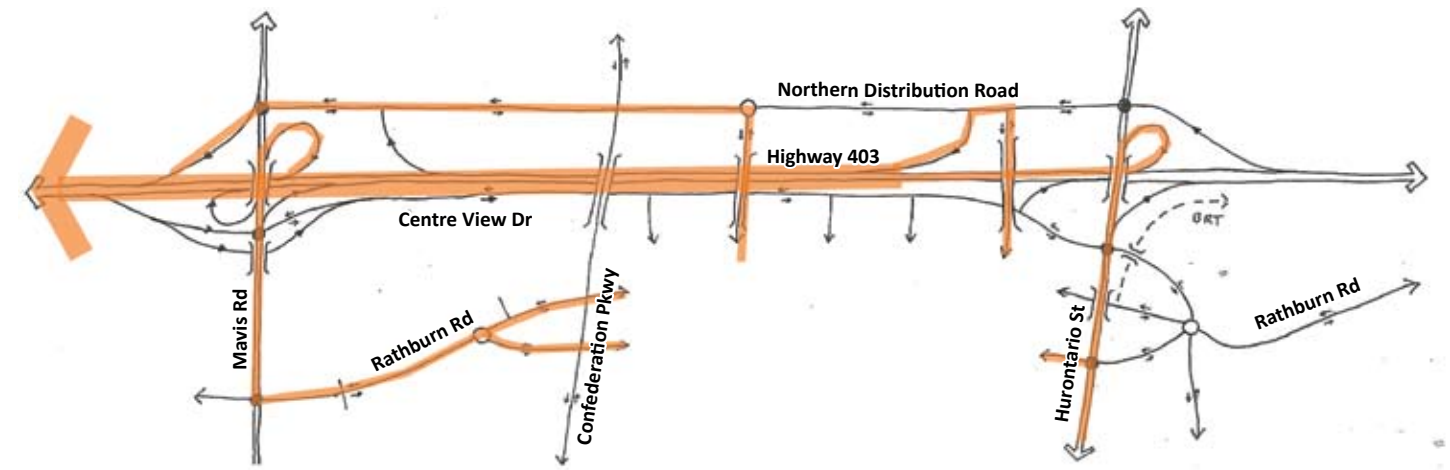 Northern Distribution Road
Highway 403
Centre View Dr
BRT
Mavis Rd
Rathburn Rd
Confederation Pkwy
Hurontario St
Rathburn Rd